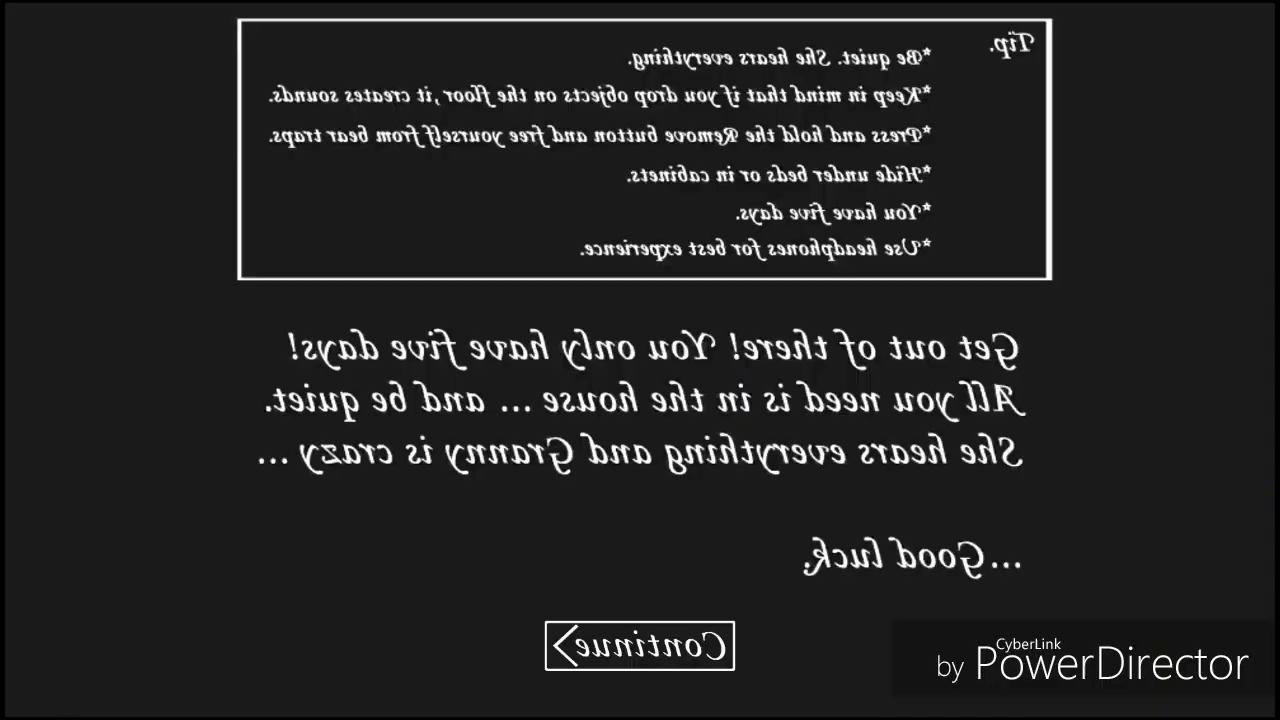 Tip.
*Be quiet. She hears everything.
*Keep in mind that if you drop objects on the floor, it creates sounds.
*Press and hold the Remove button and free yourself from bear traps.
*Hide under beds or in cabinets.
*You have five days.
*Use headphones for best experience.
Get out of there! You only have five days!
All you need is in the house ... and be quiet.
She hears everything and Granny is crazy ...
...Good luck.
Continue>
CyberLink
by PowerDirector